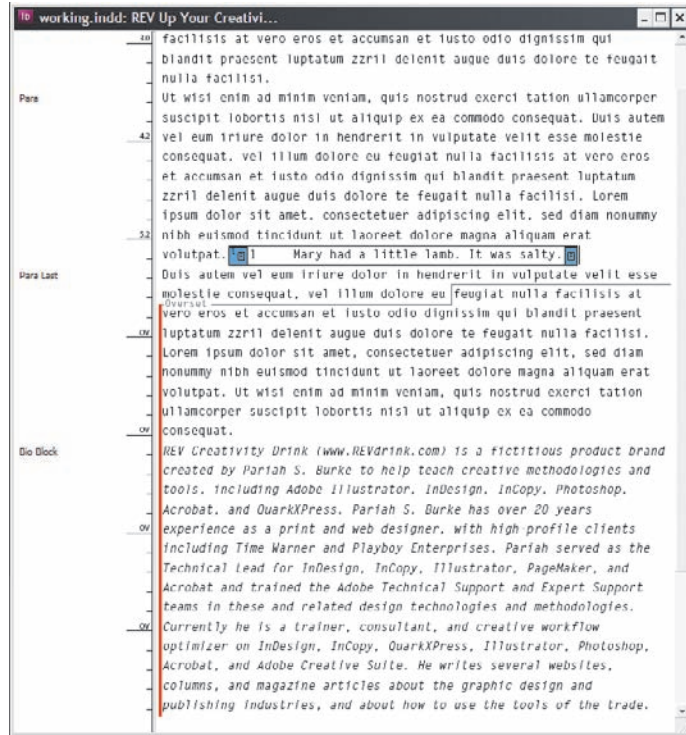 working.indd: REV Up Your Creativi...
2.0 facilisis at vero eros et accumsan et iusto odio dignissim qui
blandit praesent luptatum zzril delenit augue duis dolore te feugait
nulla facilisi.
Para Ut wisi enim ad minim veniam, quis nostrud exerci tation ullamcorper
suscipit lobortis nisl ut aliquip ex ea commodo consequat. Duis autem
4.2 vel eum iriure dolor in hendrerit in vulputate velit esse molestie
consequat, vel illum dolore eu feugiat nulla facilisis at vero eros
et accumsan et iusto odio dignissim qui blandit praesent luptatum
zzril delenit augue duis dolore te feugait nulla facilisi. Lorem
ipsum dolor sit amet, consectetuer adipiscing elit, sed diam nonummy
5.2 nibh euismod tincidunt ut laoreet dolore magna aliquam erat
volutpat. 1 Mary had a little lamb. It was salty.
Para Last Duis autem vel eum iriure dolor in hendrerit in vulputate velit esse
molestie consequat, vel illum dolore eu feugiat nulla facilisis at
Overset
vero eros et accumsan et iusto odio dignissim qui blandit praesent
OV luptatum zzril delenit augue duis dolore te feugait nulla facilisi.
Lorem ipsum dolor sit amet, consectetuer adipiscing elit, sed diam
nonummy nibh euismod tincidunt ut laoreet dolore magna aliquam erat
volutpat. Ut wisi enim ad minim veniam, quis nostrud exerci tation
ullamcorper suscipit lobortis nisl ut aliquip ex ea commodo
OV consequat.
Bio Block REV Creativity Drink (www.REVdrink.com) is a fictitious product brand
created by Pariah S. Burke to help teach creative methodologies and
tools, including Adobe Illustrator, InDesign, InCopy, Photoshop,
Acrobat, and QuarkXPress. Pariah S. Burke has over 20 years
OV experience as a print and web designer, with high-profile clients
including Time Warner and Playboy Enterprises. Pariah served as the
Technical Lead for InDesign, InCopy, Illustrator, PageMaker, and
Acrobat and trained the Adobe Technical Support and Expert Support
teams in these and related design technologies and methodologies.
OV Currently he is a trainer, consultant, and creative workflow
optimizer on InDesign, InCopy, QuarkXPress, Illustrator, Photoshop,
Acrobat, and Adobe Creative Suite. He writes several websites,
columns, and magazine articles about the graphic design and
publishing industries, and about how to use the tools of the trade.